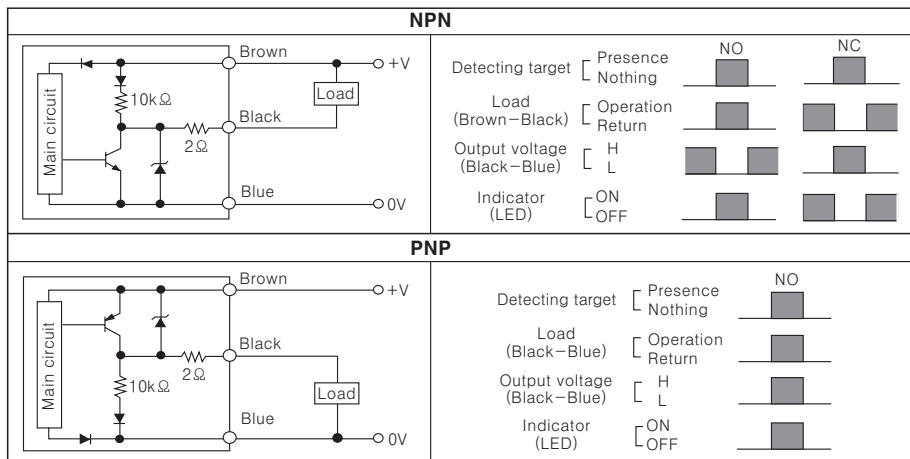 NPN
Main circuit
Brown
+V
10kΩ
Load
Black
2Ω
Blue
0V
NO NC
Detecting target Presence
Nothing
Load
(Brown-Black) Operation
Return
Output voltage
(Black-Blue) H
L
Indicator
(LED) ON
OFF
PNP
Main circuit
Brown
+V
Black
2Ω
10kΩ
Load
Blue
0V
NO
Detecting target Presence
Nothing
Load
(Black-Blue) Operation
Return
Output voltage
(Black-Blue) H
L
Indicator
(LED) ON
OFF